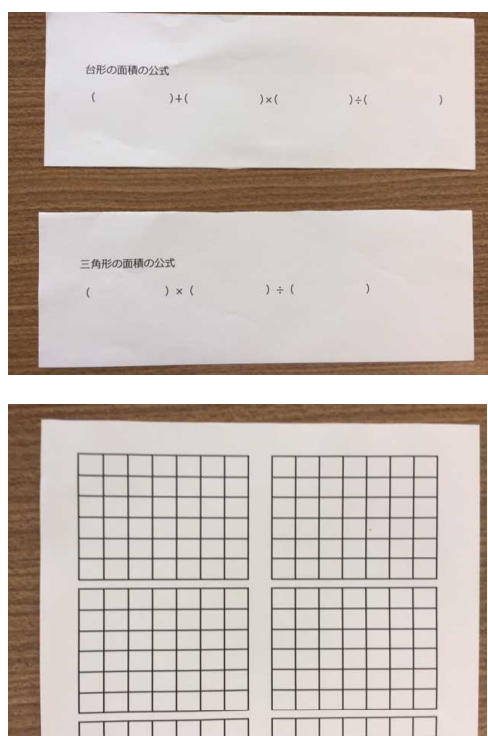 台形の面積の公式
(　　　　　)+(　　　　　)×(　　　　　)÷(　　　　　)
三角形の面積の公式
(　　　　　) × (　　　　　) ÷ (　　　　　)